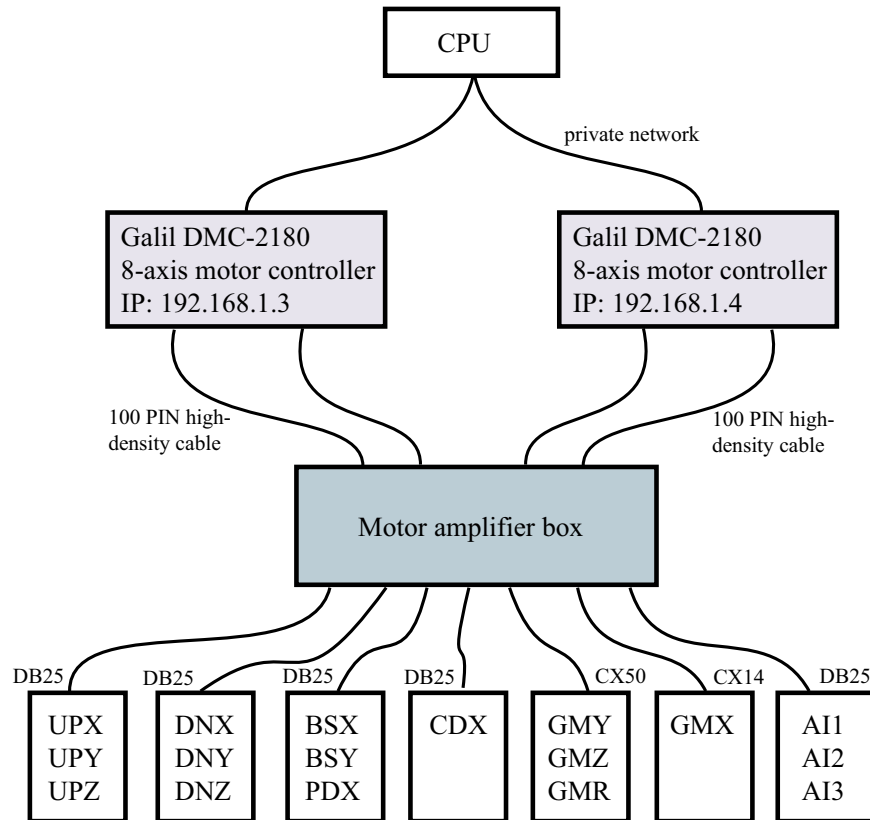 CPU
private network
Galil DMC-2180
8-axis motor controller
IP: 192.168.1.3
Galil DMC-2180
8-axis motor controller
IP: 192.168.1.4
100 PIN high-
density cable
100 PIN high-
density cable
Motor amplifier box
DB25
DB25
DB25
DB25
CX50
CX14
DB25
UPX
UPY
UPZ
DNX
DNY
DNZ
BSX
BSY
PDX
CDX
GMY
GMZ
GMR
GMX
AI1
AI2
AI3